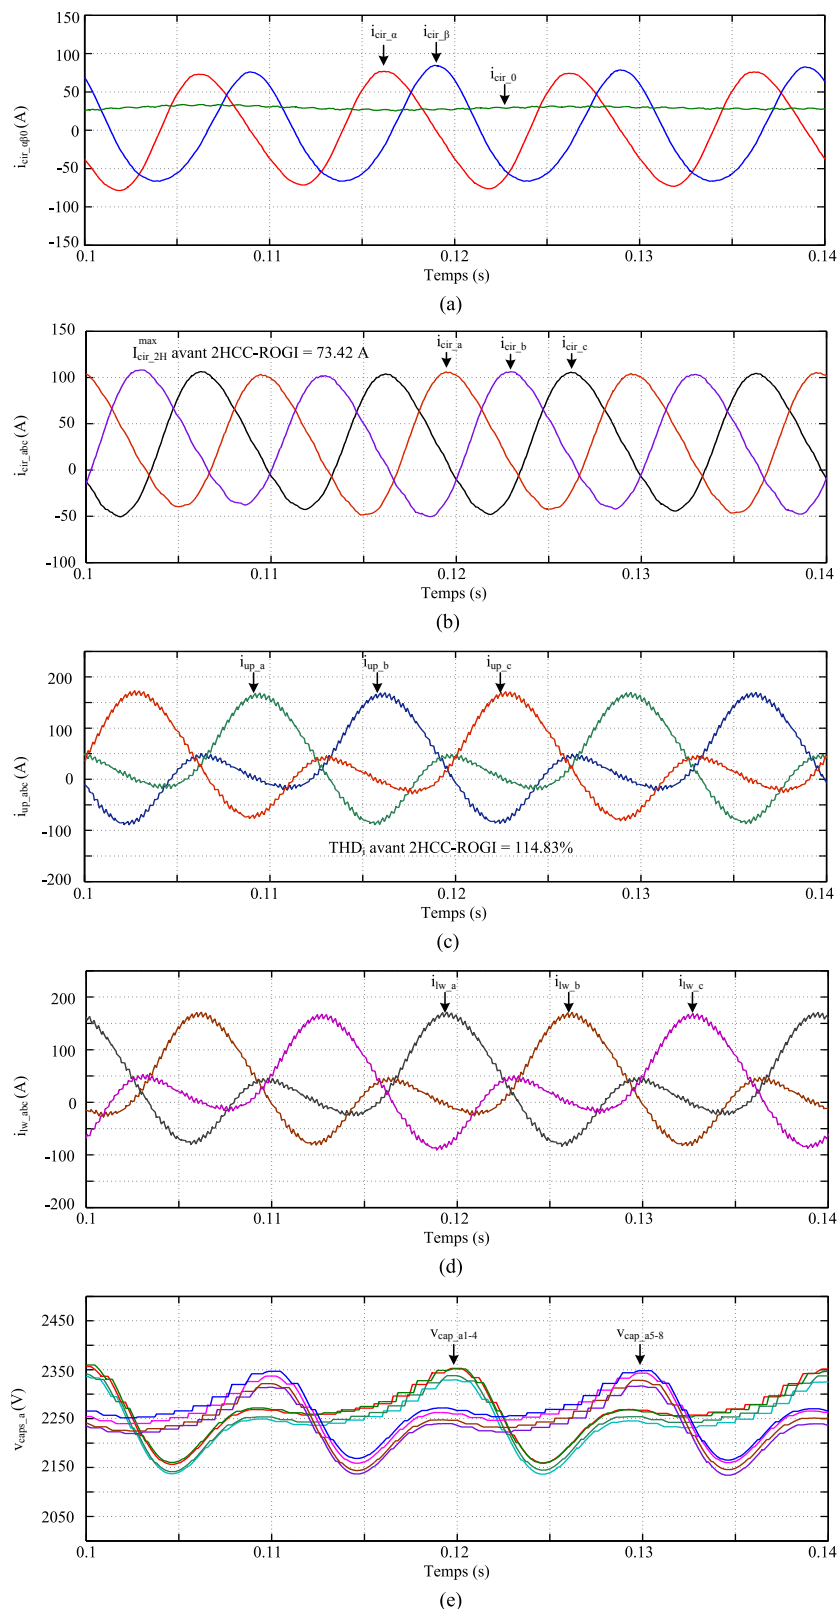 150
i_cir_α
i_cir_β
100
i_cir_0
50
0
-50
-100
-150
i_cir_αβ0 (A)
0.1 0.11 0.12 0.13 0.14
Temps (s)
(a)
150
I_cir_2H^max avant 2HCC-ROGI = 73.42 A
i_cir_a
i_cir_b
i_cir_c
100
50
0
-50
-100
i_cir_abc (A)
0.1 0.11 0.12 0.13 0.14
Temps (s)
(b)
200
i_up_a
i_up_b
i_up_c
100
0
-100
-200
i_up_abc (A)
THD_i avant 2HCC-ROGI = 114.83%
0.1 0.11 0.12 0.13 0.14
Temps (s)
(c)
200
i_lw_a
i_lw_b
i_lw_c
100
0
-100
-200
i_lw_abc (A)
0.1 0.11 0.12 0.13 0.14
Temps (s)
(d)
2450
v_cap_a1-4
v_cap_a5-8
2350
2250
2150
2050
v_caps_a (V)
0.1 0.11 0.12 0.13 0.14
Temps (s)
(e)